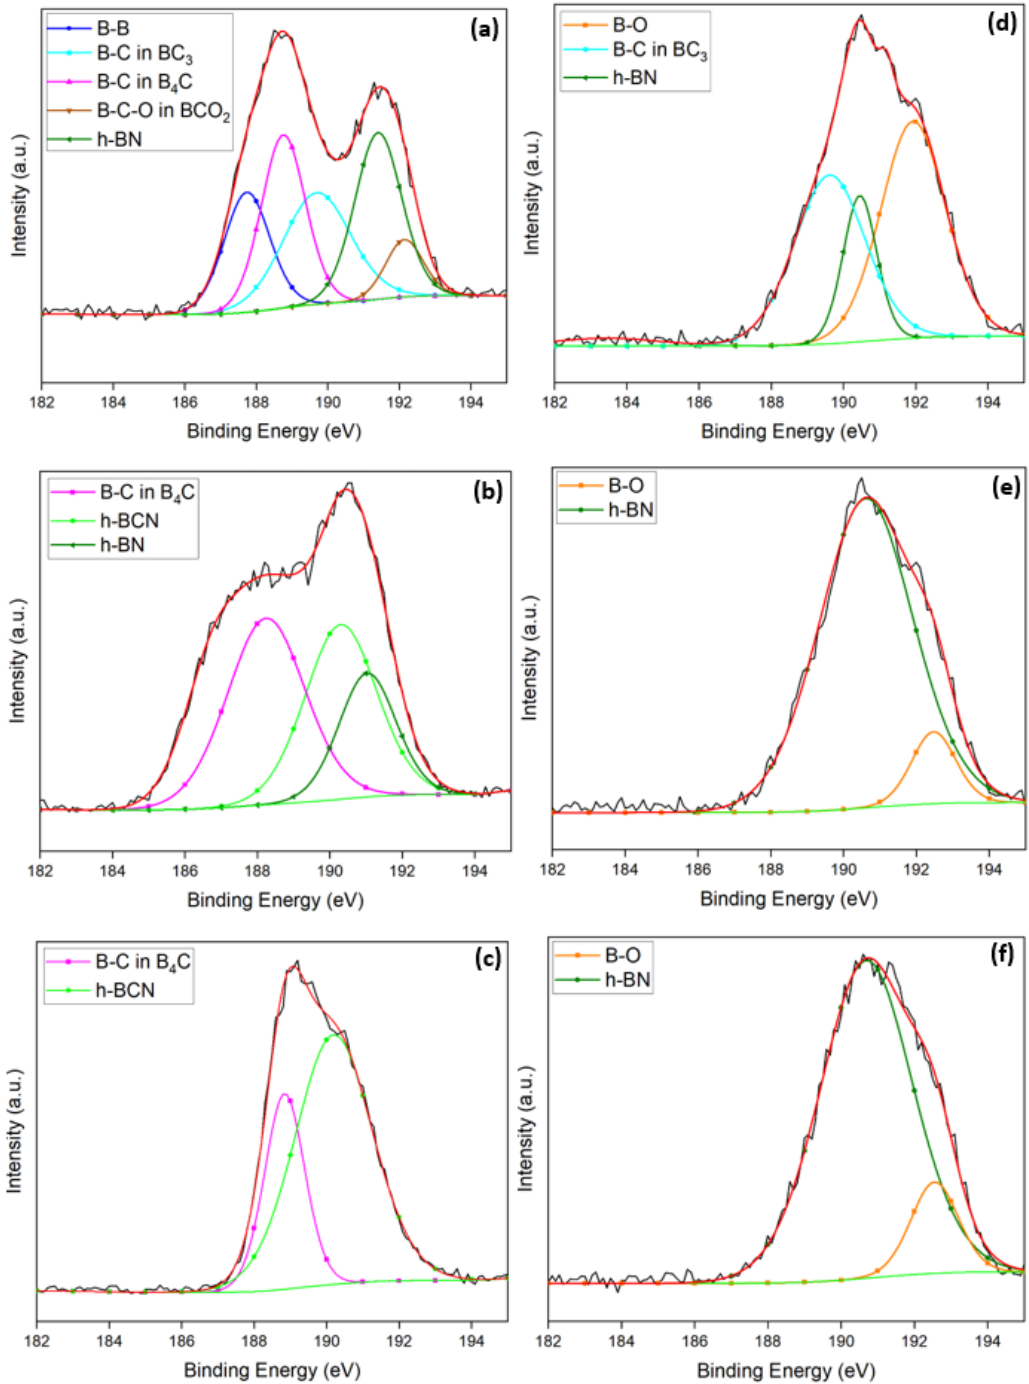 (a)
B-B
B-C in BC₃
B-C in B₄C
B-C-O in BCO₂
h-BN
Intensity (a.u.)
182 184 186 188 190 192 194
Binding Energy (eV)
(d)
B-O
B-C in BC₃
h-BN
Intensity (a.u.)
182 184 186 188 190 192 194
Binding Energy (eV)
(b)
B-C in B₄C
h-BCN
h-BN
Intensity (a.u.)
182 184 186 188 190 192 194
Binding Energy (eV)
(e)
B-O
h-BN
Intensity (a.u.)
182 184 186 188 190 192 194
Binding Energy (eV)
(c)
B-C in B₄C
h-BCN
Intensity (a.u.)
182 184 186 188 190 192 194
Binding Energy (eV)
(f)
B-O
h-BN
Intensity (a.u.)
182 184 186 188 190 192 194
Binding Energy (eV)